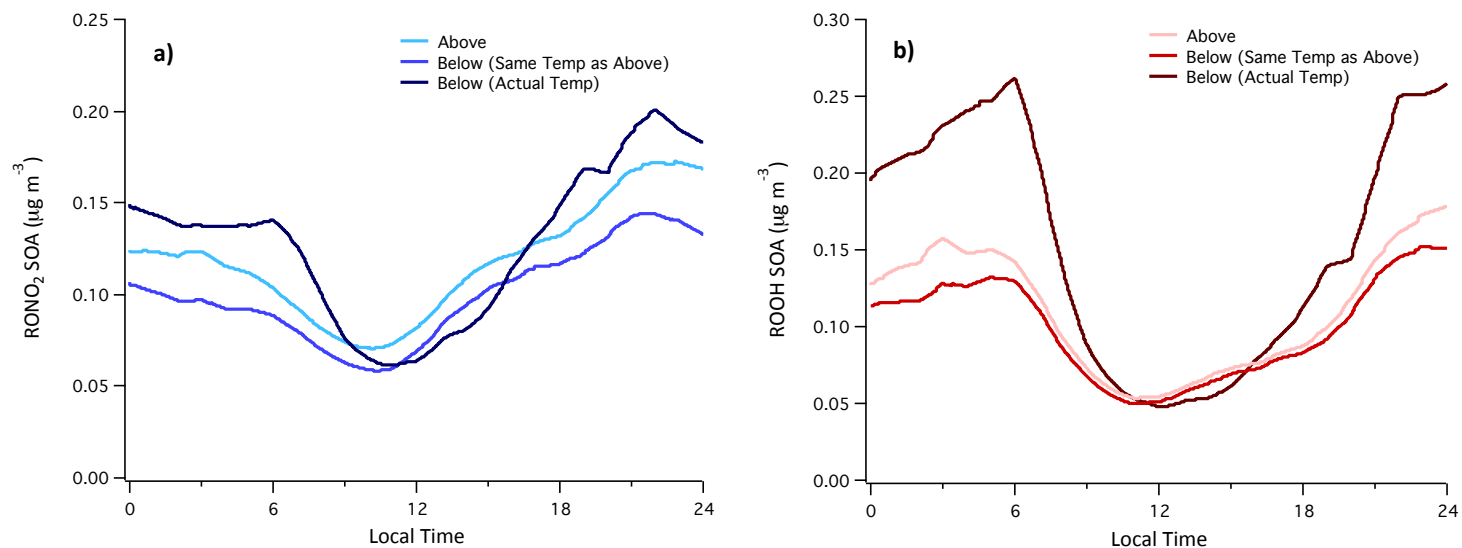 a)
Above
Below (Same Temp as Above)
Below (Actual Temp)
RONO2 SOA (µg m-3)
0.25
0.20
0.15
0.10
0.05
0.00
0 6 12 18 24
Local Time
b)
Above
Below (Same Temp as Above)
Below (Actual Temp)
ROOH SOA (µg m-3)
0.30
0.25
0.20
0.15
0.10
0.05
0.00
0 6 12 18 24
Local Time